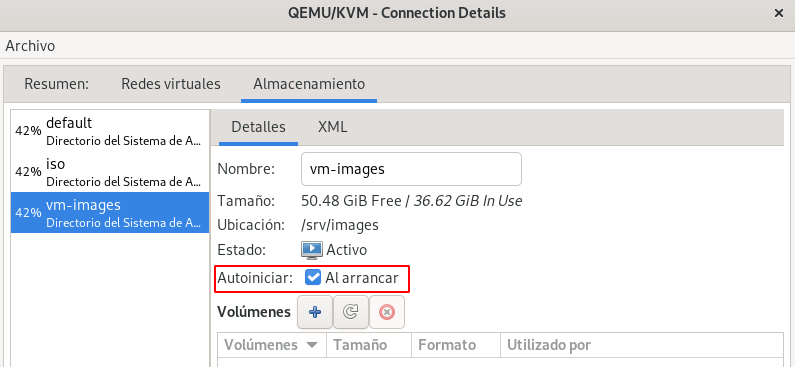 QEMU/KVM - Connection Details
Archivo
Resumen: Redes virtuales Almacenamiento
42% default
Directorio del Sistema de A...
42% iso
Directorio del Sistema de A...
42% vm-images
Directorio del Sistema de A...
Detalles XML
Nombre: vm-images
Tamaño: 50.48 GiB Free / 36.62 GiB In Use
Ubicación: /srv/images
Estado: Activo
Autoiniciar: Al arrancar
Volúmenes
Volúmenes Tamaño Formato Utilizado por